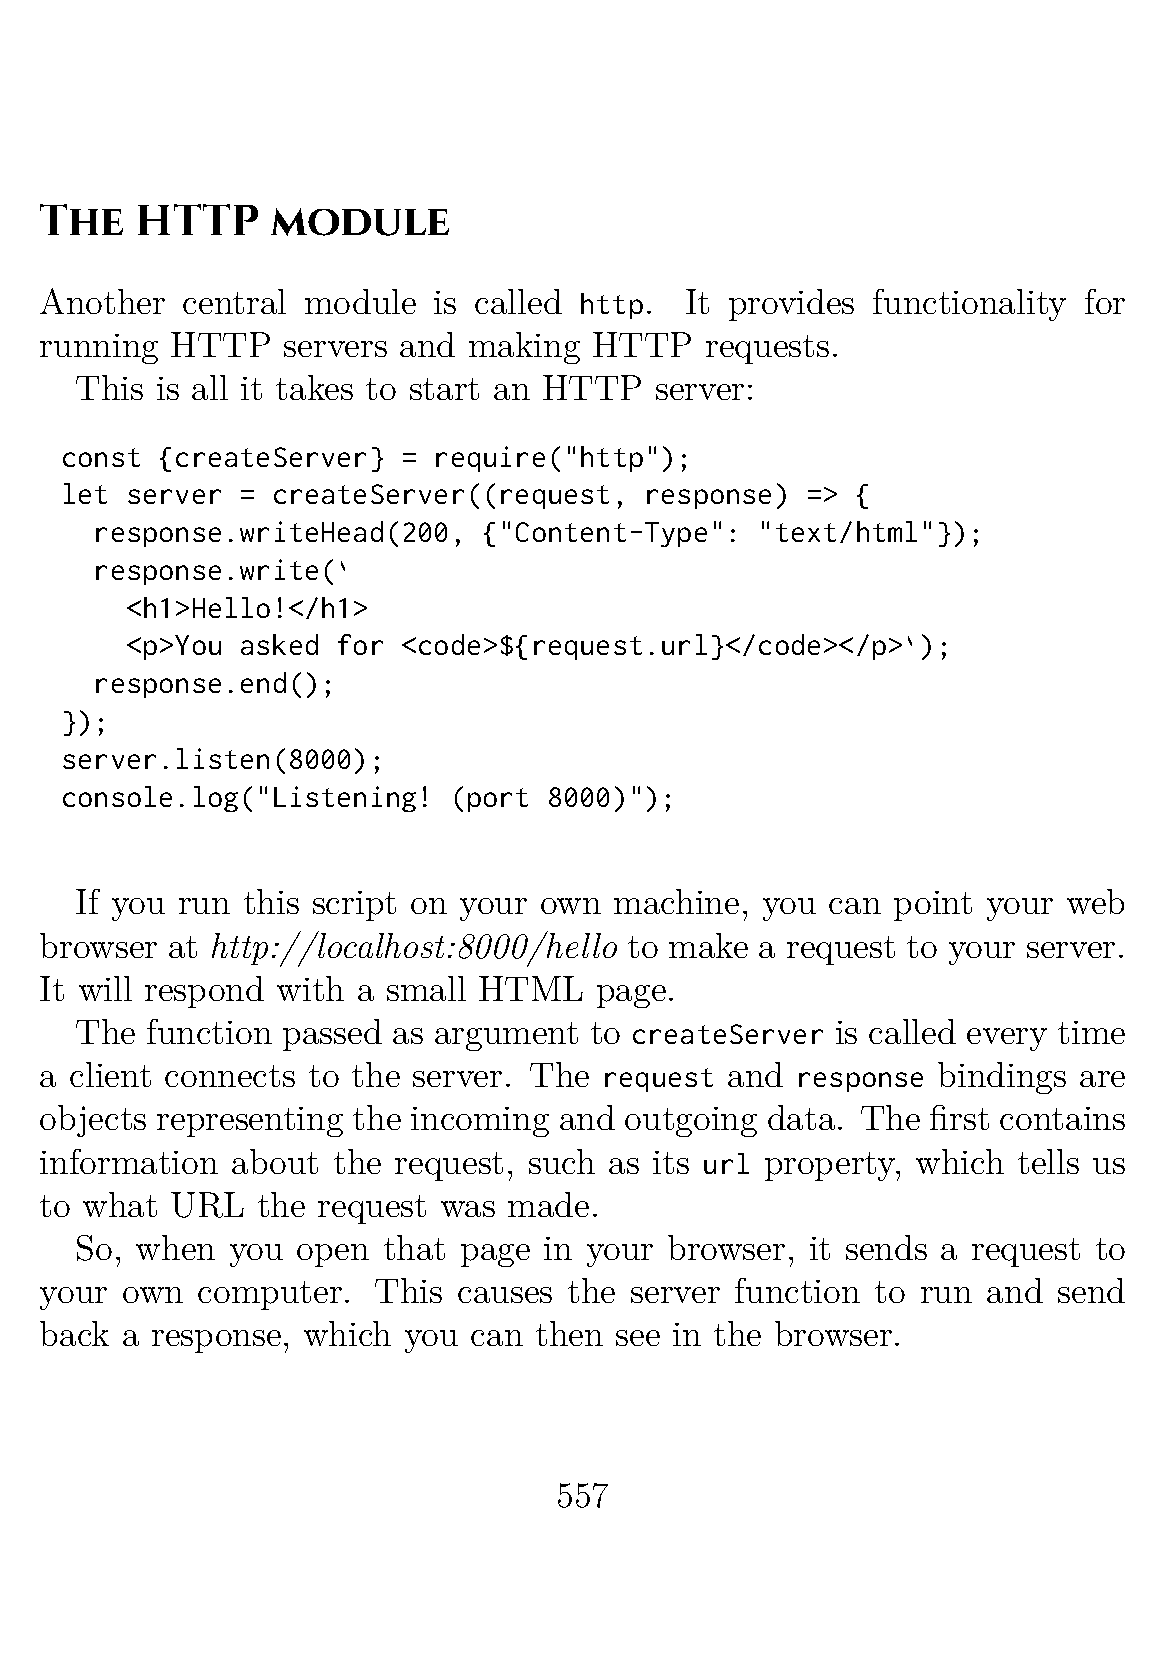 The HTTP module
Another central module is called http. It provides functionality for
running HTTP servers and making HTTP requests.
This is all it takes to start an HTTP server:
const {createServer} = require("http");
let server = createServer((request, response) => {
  response.writeHead(200, {"Content-Type": "text/html"});
  response.write(`
    <h1>Hello!</h1>
    <p>You asked for <code>${request.url}</code></p>`);
  response.end();
});
server.listen(8000);
console.log("Listening! (port 8000)");
If you run this script on your own machine, you can point your web
browser at http://localhost:8000/hello to make a request to your server.
It will respond with a small HTML page.
The function passed as argument to createServer is called every time
a client connects to the server. The request and response bindings are
objects representing the incoming and outgoing data. The first contains
information about the request, such as its url property, which tells us
to what URL the request was made.
So, when you open that page in your browser, it sends a request to
your own computer. This causes the server function to run and send
back a response, which you can then see in the browser.
557